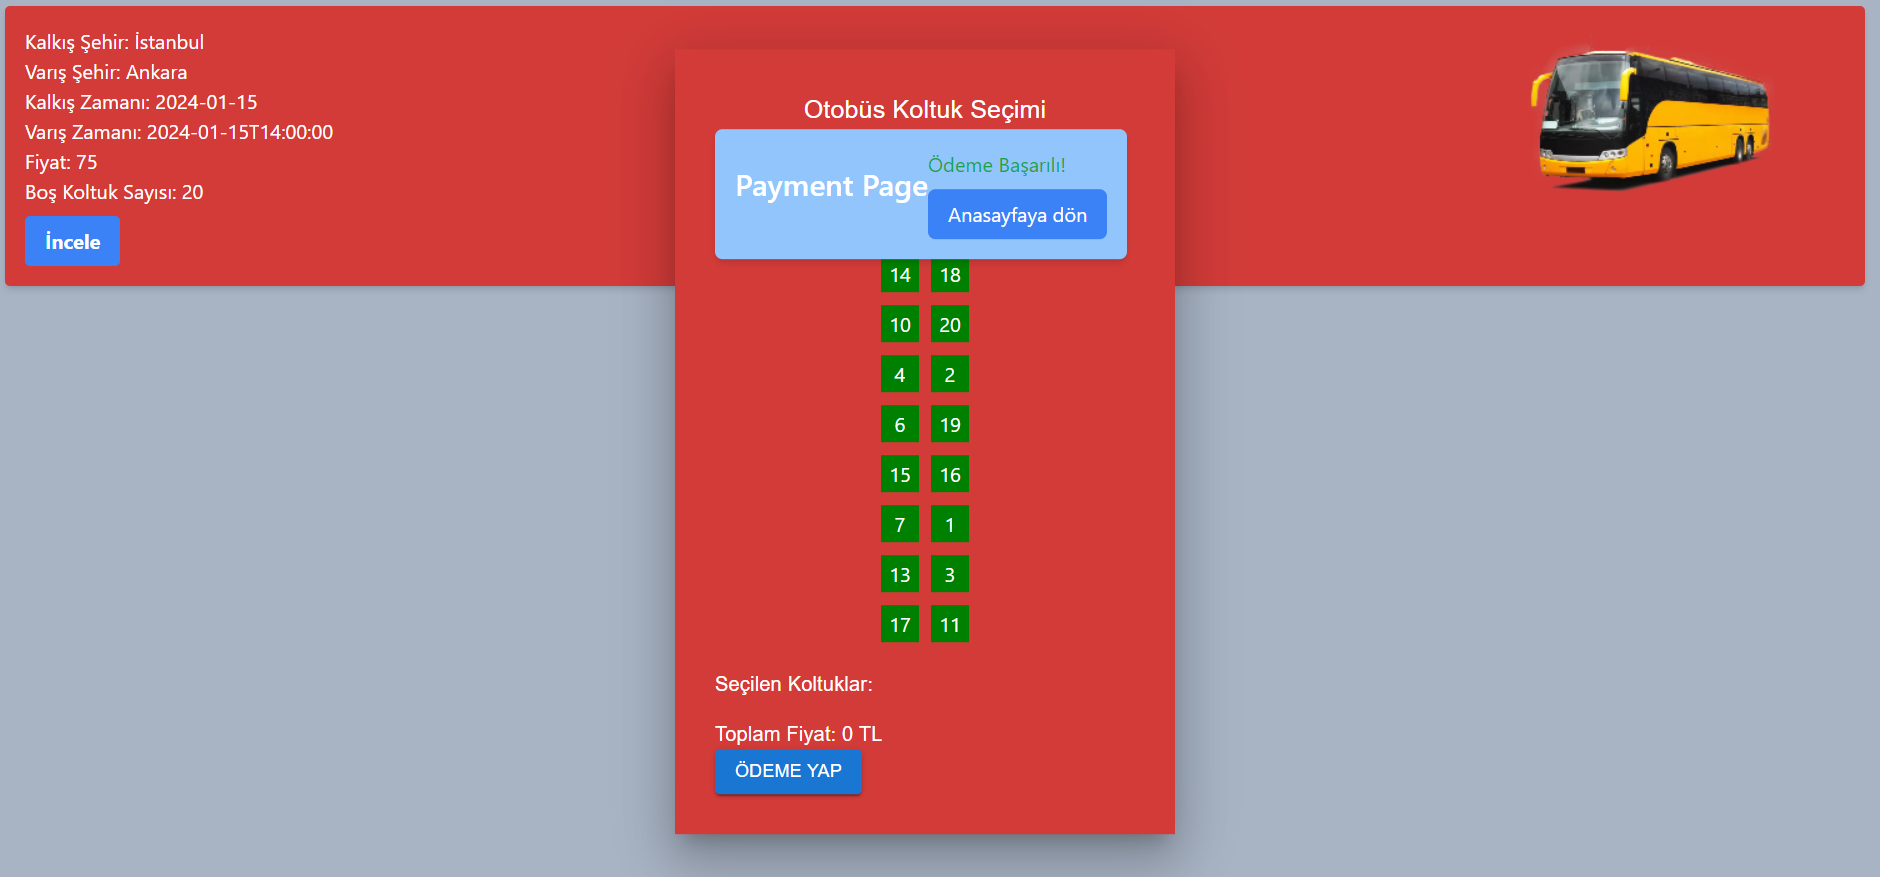 Kalkış Şehir: İstanbul
Varış Şehir: Ankara
Kalkış Zamanı: 2024-01-15
Varış Zamanı: 2024-01-15T14:00:00
Fiyat: 75
Boş Koltuk Sayısı: 20
İncele
Otobüs Koltuk Seçimi
Ödeme Başarılı!
Payment Page
Anasayfaya dön
14 18
10 20
4 2
6 19
15 16
7 1
13 3
17 11
Seçilen Koltuklar:
Toplam Fiyat: 0 TL
ÖDEME YAP